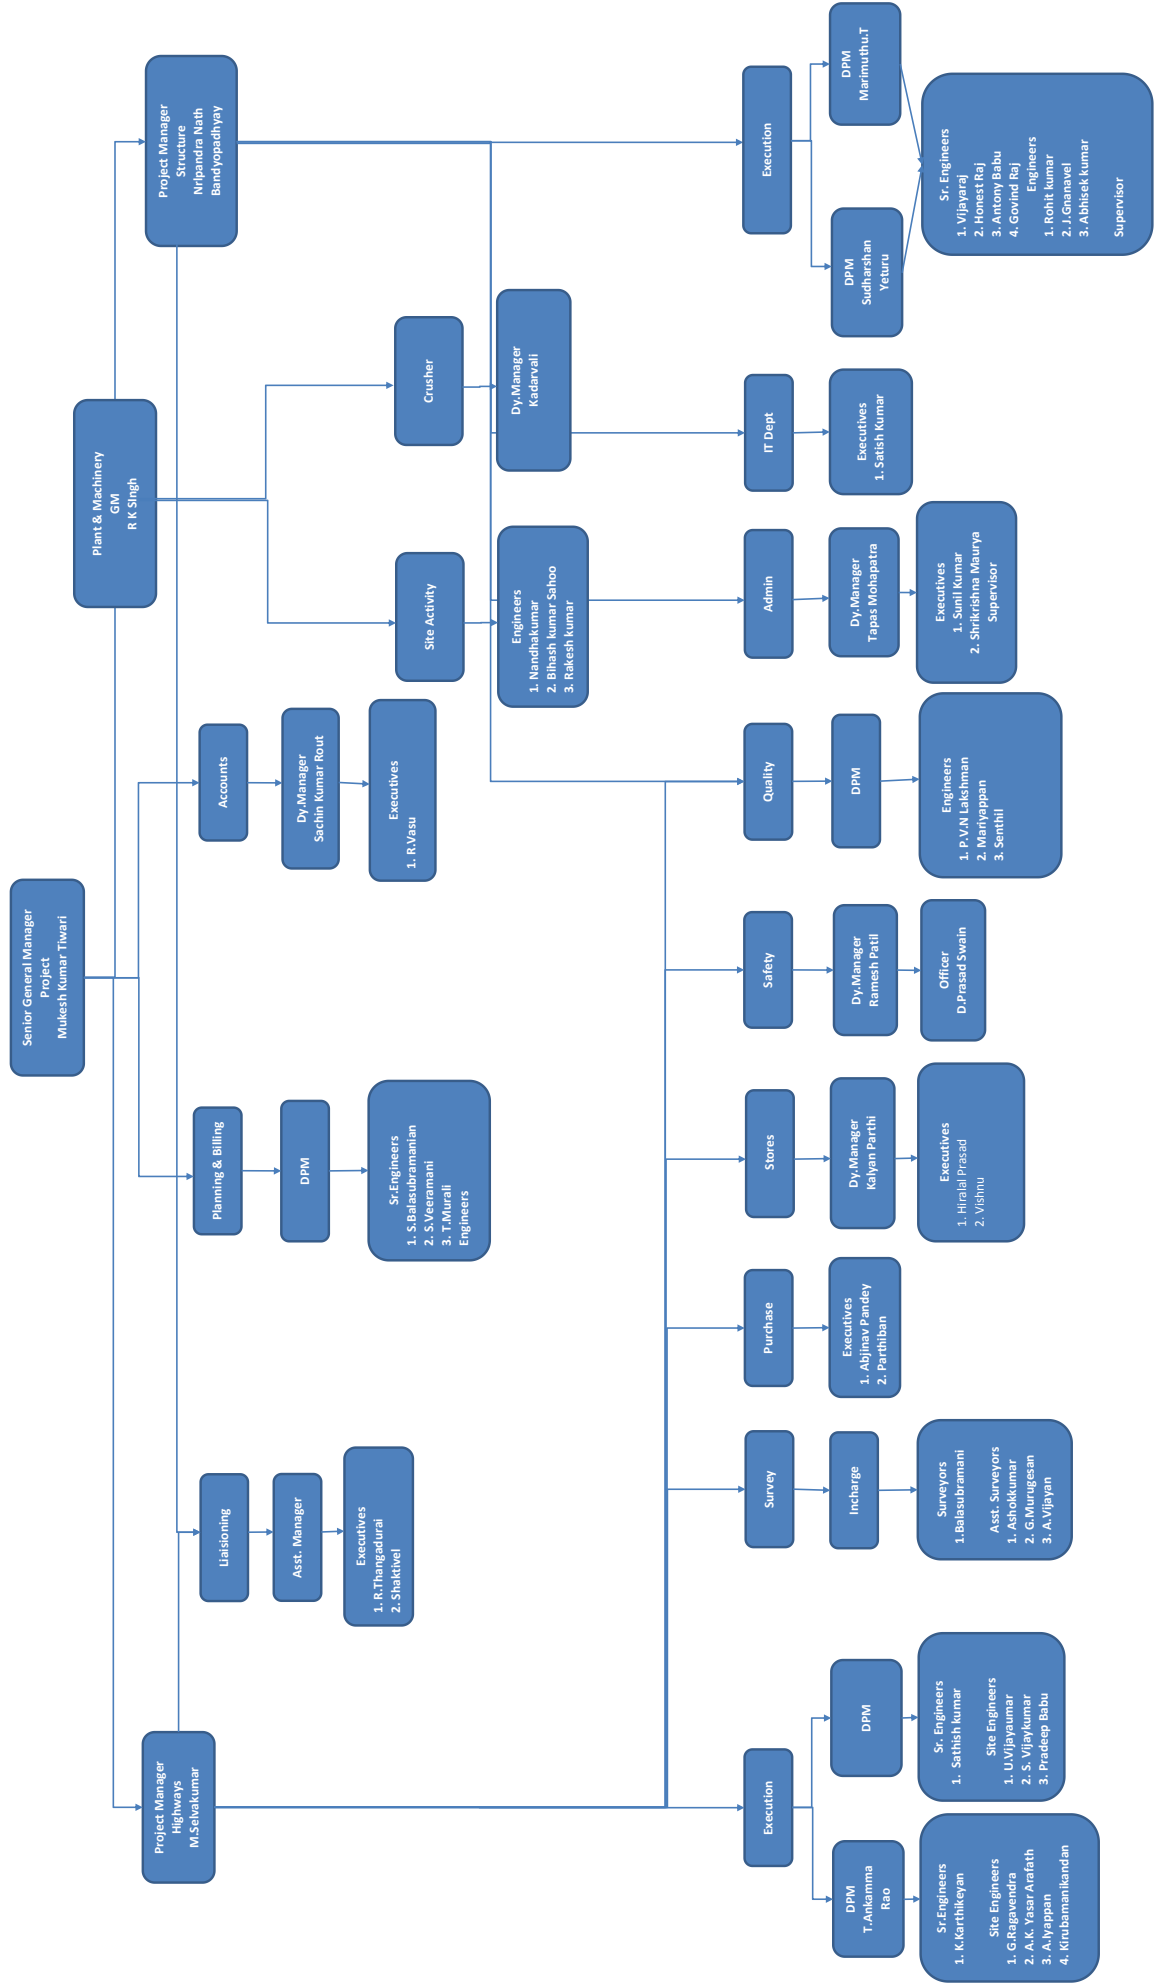 Senior General Manager
Project
Mukesh Kumar Tiwari
Project Manager
Highways
M.Selvakumar
Plant & Machinery
GM
R K SIngh
Project Manager
Structure
Nripandra Nath
Bandyopadhyay
Liaisioning
Asst. Manager
Executives
1. R.Thangadurai
2. Shaktivel
Planning & Billing
DPM
Sr.Engineers
1. S.Balasubramanian
2. S.Veeramani
3. T.Murali
Engineers
Accounts
Dy.Manager
Sachin Kumar Rout
Executives
1. R.Vasu
Site Activity
Engineers
1. Nandhakumar
2. Bihash kumar Sahoo
3. Rakesh kumar
Crusher
Dy.Manager
Kadarvali
Execution
DPM
T.Ankamma
Rao
Sr.Engineers
1. K.Karthikeyan
Site Engineers
1. G.Ragavendra
2. A.K. Yasar Arafath
3. A.Iyappan
4. Kirubamanikandan
DPM
Sr. Engineers
1. Sathish kumar
Site Engineers
1. U.Vijayaumar
2. S. Vijaykumar
3. Pradeep Babu
Survey
Incharge
Surveyors
1.Balasubramani
Asst. Surveyors
1. Ashokkumar
2. G.Murugesan
3. A.Vijayan
Purchase
Executives
1. Abjinav Pandey
2. Parthiban
Stores
Dy.Manager
Kalyan Parthi
Executives
1. Hiralal Prasad
2. Vishnu
Safety
Dy.Manager
Ramesh Patil
Officer
D.Prasad Swain
Quality
DPM
Engineers
1. P.V.N Lakshman
2. Mariyappan
3. Senthil
Admin
Dy.Manager
Tapas Mohapatra
Executives
1. Sunil Kumar
2. Shrikrishna Maurya
Supervisor
IT Dept
Executives
1. Satish Kumar
Execution
DPM
Sudharshan
Yeturu
DPM
Marimuthu.T
Sr. Engineers
1. Vijayaraj
2. Honest Raj
3. Antony Babu
4. Govind Raj
Engineers
1. Rohit kumar
2. J.Gnanavel
3. Abhisek kumar
Supervisor